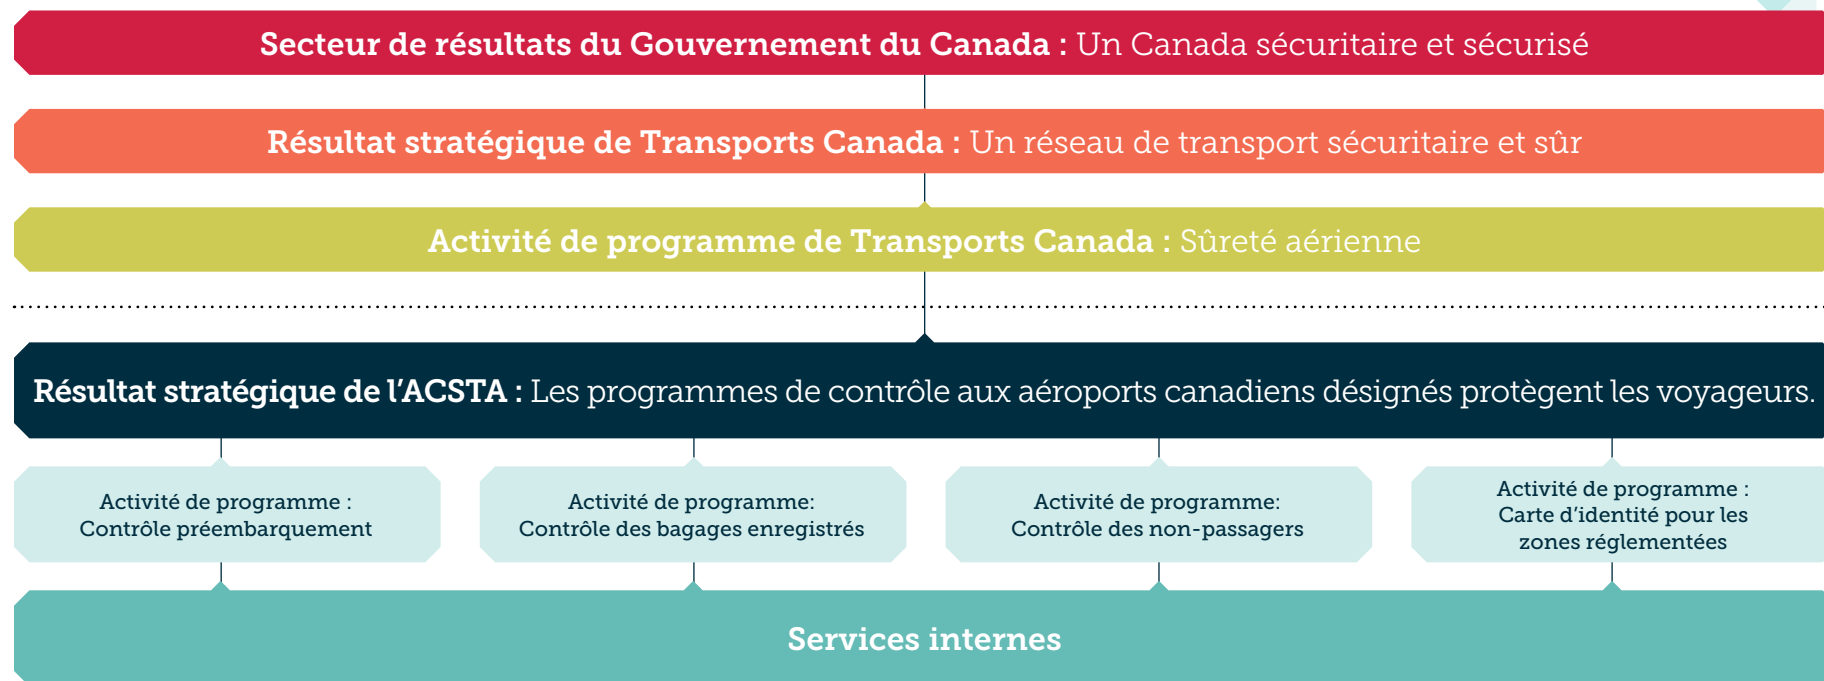 Secteur de résultats du Gouvernement du Canada : Un Canada sécuritaire et sécurisé
Résultat stratégique de Transports Canada : Un réseau de transport sécuritaire et sûr
Activité de programme de Transports Canada : Sûreté aérienne
Résultat stratégique de l’ACSTA : Les programmes de contrôle aux aéroports canadiens désignés protègent les voyageurs.
Activité de programme :
Contrôle préembarquement
Activité de programme:
Contrôle des bagages enregistrés
Activité de programme:
Contrôle des non-passagers
Activité de programme :
Carte d’identité pour les
zones réglementées
Services internes